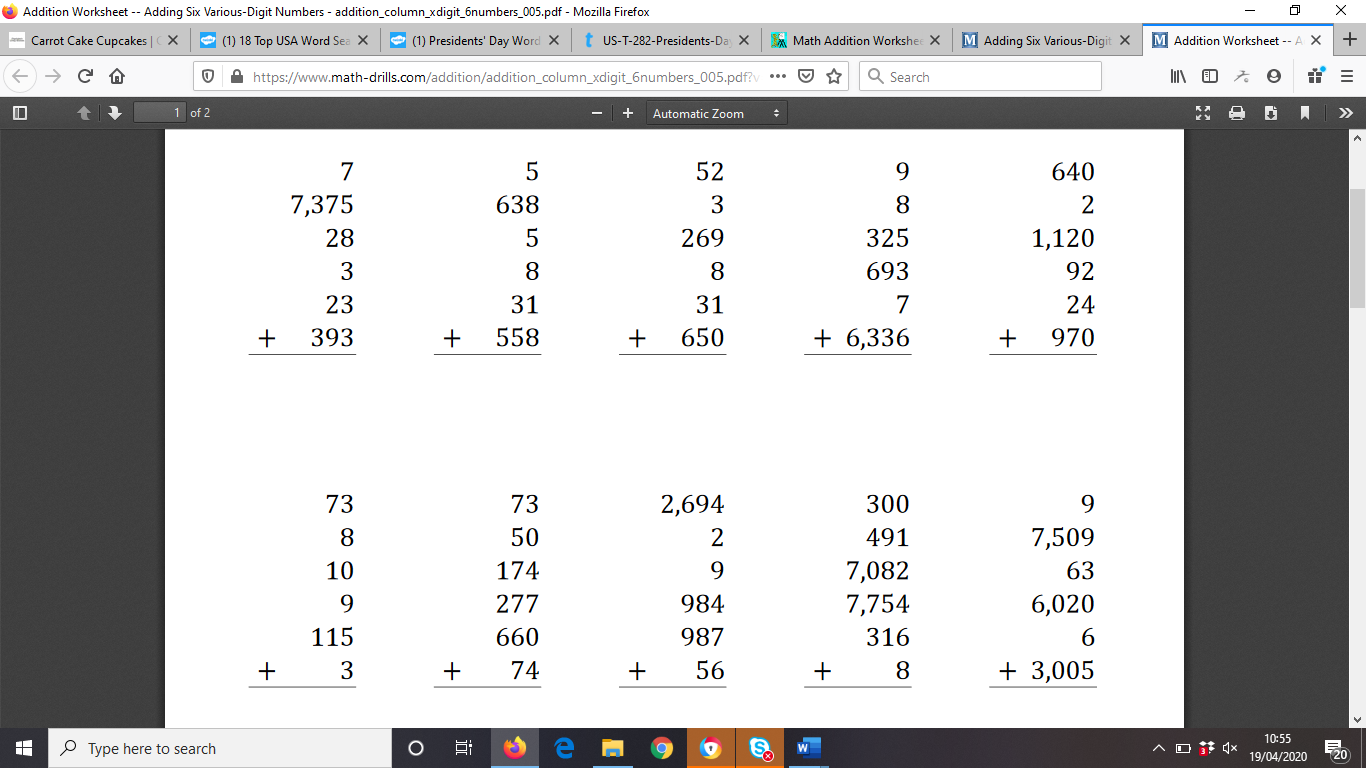 Addition Worksheet -- Adding Six Various-Digit Numbers - addition_column_xdigit_6numbers_005.pdf - Mozilla Firefox
Carrot Cake Cupcakes | (1) 18 Top USA Word Sea (1) Presidents' Day Word US-T-282-Presidents-Da Math Addition Workshee Adding Six Various-Digit Addition Worksheet -- A
https://www.math-drills.com/addition/addition_column_xdigit_6numbers_005.pdf?v Search
1 of 2 Automatic Zoom
7 5 52 9 640
7,375 638 3 8 2
28 5 269 325 1,120
3 8 8 693 92
23 31 31 7 24
+ 393 + 558 + 650 + 6,336 + 970
73 73 2,694 300 9
8 50 2 491 7,509
10 174 9 7,082 63
9 277 984 7,754 6,020
115 660 987 316 6
+ 3 + 74 + 56 + 8 + 3,005
Type here to search 10:55
19/04/2020 20